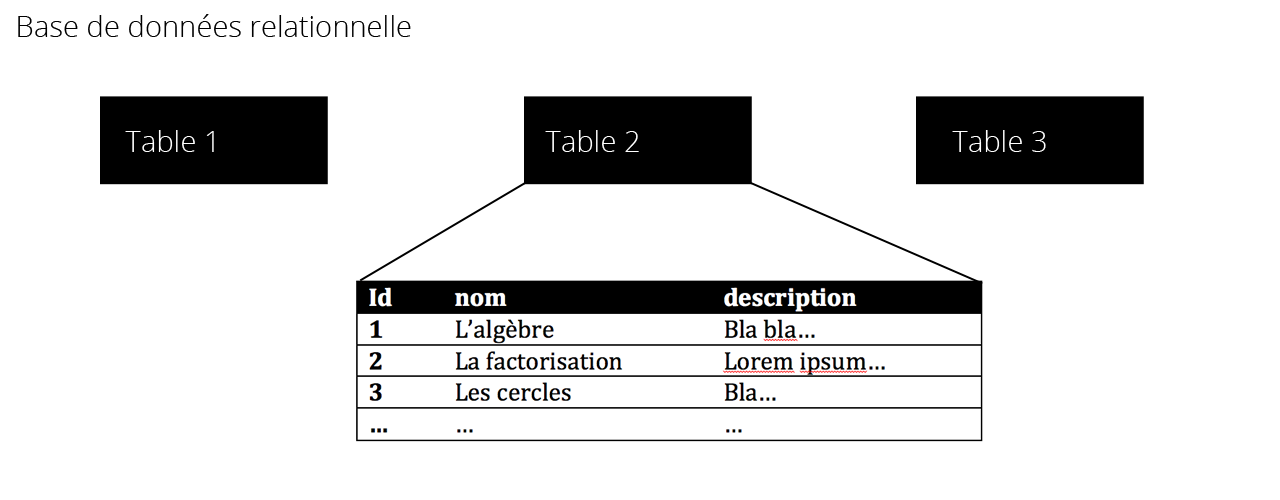 Base de données relationnelle
Table 1 Table 2 Table 3
Id nom description
1 L’algèbre Bla bla...
2 La factorisation Lorem ipsum...
3 Les cercles Bla...
... ... ...